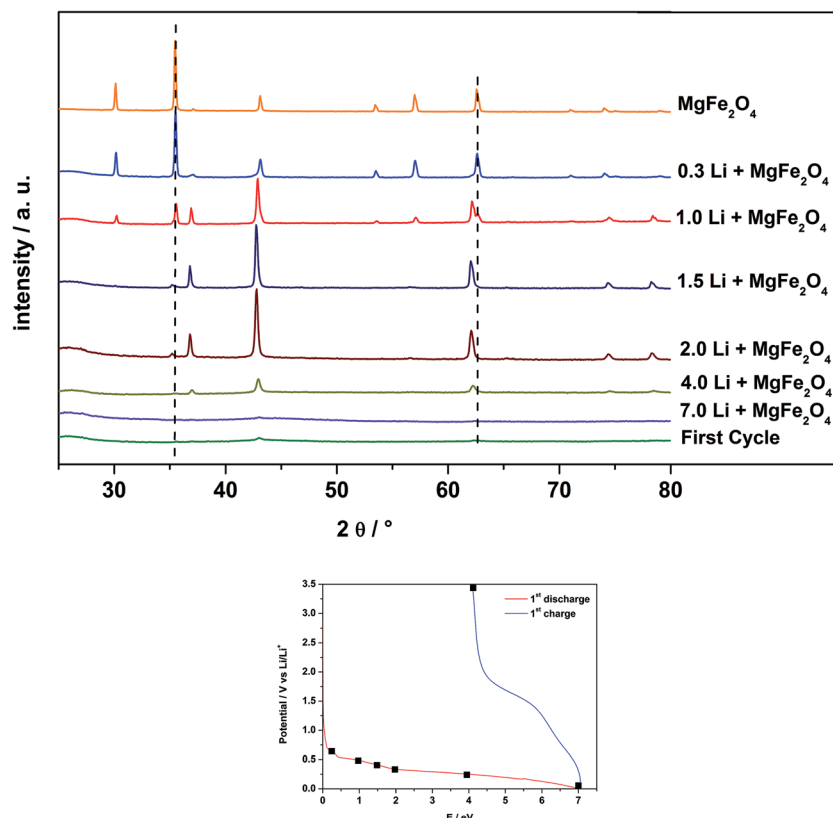 intensity / a. u.
MgFe₂O₄
0.3 Li + MgFe₂O₄
1.0 Li + MgFe₂O₄
1.5 Li + MgFe₂O₄
2.0 Li + MgFe₂O₄
4.0 Li + MgFe₂O₄
7.0 Li + MgFe₂O₄
First Cycle
30 40 50 60 70 80
2 θ / °
Potential / V vs Li/Li⁺
3.5
3.0
2.5
2.0
1.5
1.0
0.5
0.0
1ˢᵗ discharge
1ˢᵗ charge
0 1 2 3 4 5 6 7
E / eV